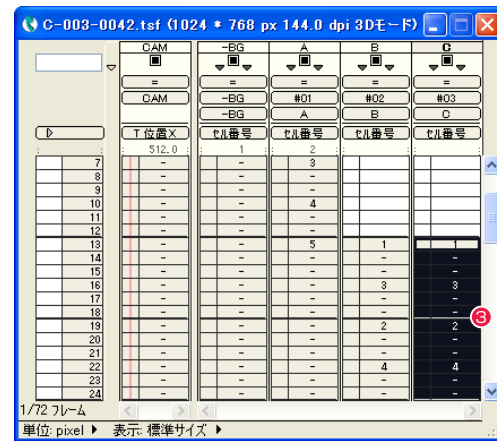 C-003-0042.tsf (1024 * 768 px 144.0 dpi 3Dモード)
CAM -BG A B C
= = = = =
CAM -BG #01 #02 #03
-BG A B C
T 位置X セル番号 セル番号 セル番号 セル番号
: 512.0 : 1 : 2 : : :
7 - - 3
8 - - -
9 - - -
10 - - 4
11 - - -
12 - - -
13 - - 5 1 1
14 - - - - -
15 - - - - -
16 - - - 3 3
17 - - - - -
18 - - - - -
❸
19 - - - 2 2
20 - - - - -
21 - - - - -
22 - - - 4 4
23 - - - - -
24 - - - - -
1/72 フレーム
単位: pixel 表示: 標準サイズ